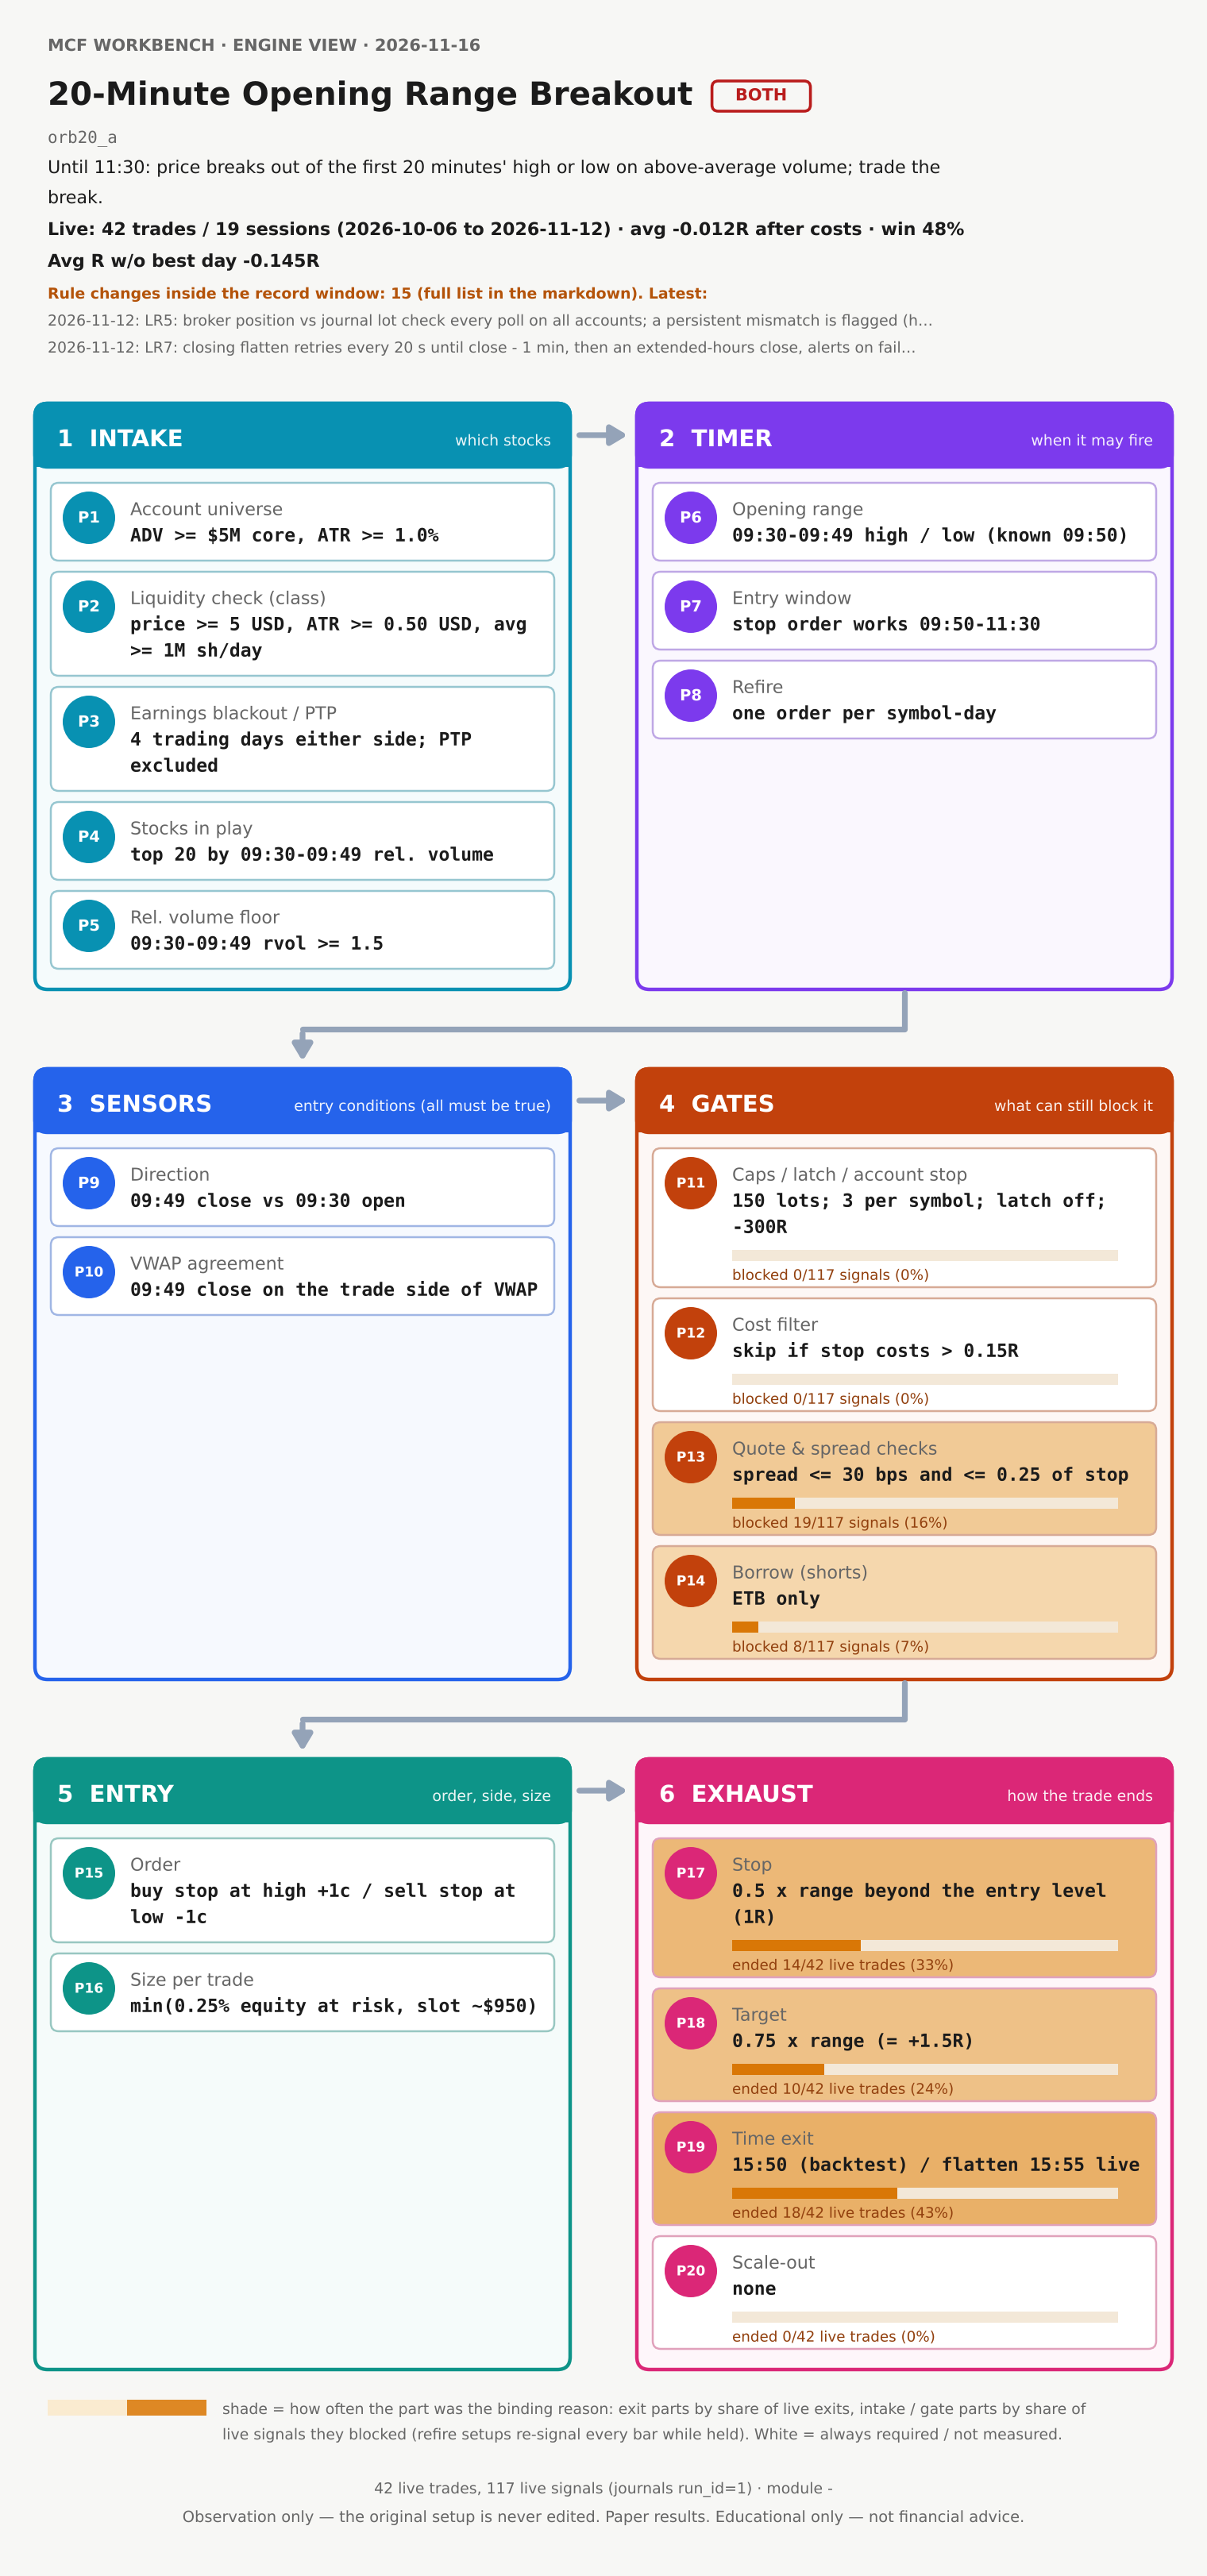 MCF WORKBENCH · ENGINE VIEW · 2026-11-16
20-Minute Opening Range Breakout BOTH
orb20_a
Until 11:30: price breaks out of the first 20 minutes' high or low on above-average volume; trade the
break.
Live: 42 trades / 19 sessions (2026-10-06 to 2026-11-12) · avg -0.012R after costs · win 48%
Avg R w/o best day -0.145R
Rule changes inside the record window: 15 (full list in the markdown). Latest:
2026-11-12: LR5: broker position vs journal lot check every poll on all accounts; a persistent mismatch is flagged (h…
2026-11-12: LR7: closing flatten retries every 20 s until close - 1 min, then an extended-hours close, alerts on fail…
1 INTAKE which stocks
P1 Account universe
ADV >= $5M core, ATR >= 1.0%
P2 Liquidity check (class)
price >= 5 USD, ATR >= 0.50 USD, avg
>= 1M sh/day
P3 Earnings blackout / PTP
4 trading days either side; PTP
excluded
P4 Stocks in play
top 20 by 09:30-09:49 rel. volume
P5 Rel. volume floor
09:30-09:49 rvol >= 1.5
2 TIMER when it may fire
P6 Opening range
09:30-09:49 high / low (known 09:50)
P7 Entry window
stop order works 09:50-11:30
P8 Refire
one order per symbol-day
3 SENSORS entry conditions (all must be true)
P9 Direction
09:49 close vs 09:30 open
P10 VWAP agreement
09:49 close on the trade side of VWAP
4 GATES what can still block it
P11 Caps / latch / account stop
150 lots; 3 per symbol; latch off;
-300R
blocked 0/117 signals (0%)
P12 Cost filter
skip if stop costs > 0.15R
blocked 0/117 signals (0%)
P13 Quote & spread checks
spread <= 30 bps and <= 0.25 of stop
blocked 19/117 signals (16%)
P14 Borrow (shorts)
ETB only
blocked 8/117 signals (7%)
5 ENTRY order, side, size
P15 Order
buy stop at high +1c / sell stop at
low -1c
P16 Size per trade
min(0.25% equity at risk, slot ~$950)
6 EXHAUST how the trade ends
P17 Stop
0.5 x range beyond the entry level
(1R)
ended 14/42 live trades (33%)
P18 Target
0.75 x range (= +1.5R)
ended 10/42 live trades (24%)
P19 Time exit
15:50 (backtest) / flatten 15:55 live
ended 18/42 live trades (43%)
P20 Scale-out
none
ended 0/42 live trades (0%)
shade = how often the part was the binding reason: exit parts by share of live exits, intake / gate parts by share of
live signals they blocked (refire setups re-signal every bar while held). White = always required / not measured.
42 live trades, 117 live signals (journals run_id=1) · module -
Observation only — the original setup is never edited. Paper results. Educational only — not financial advice.